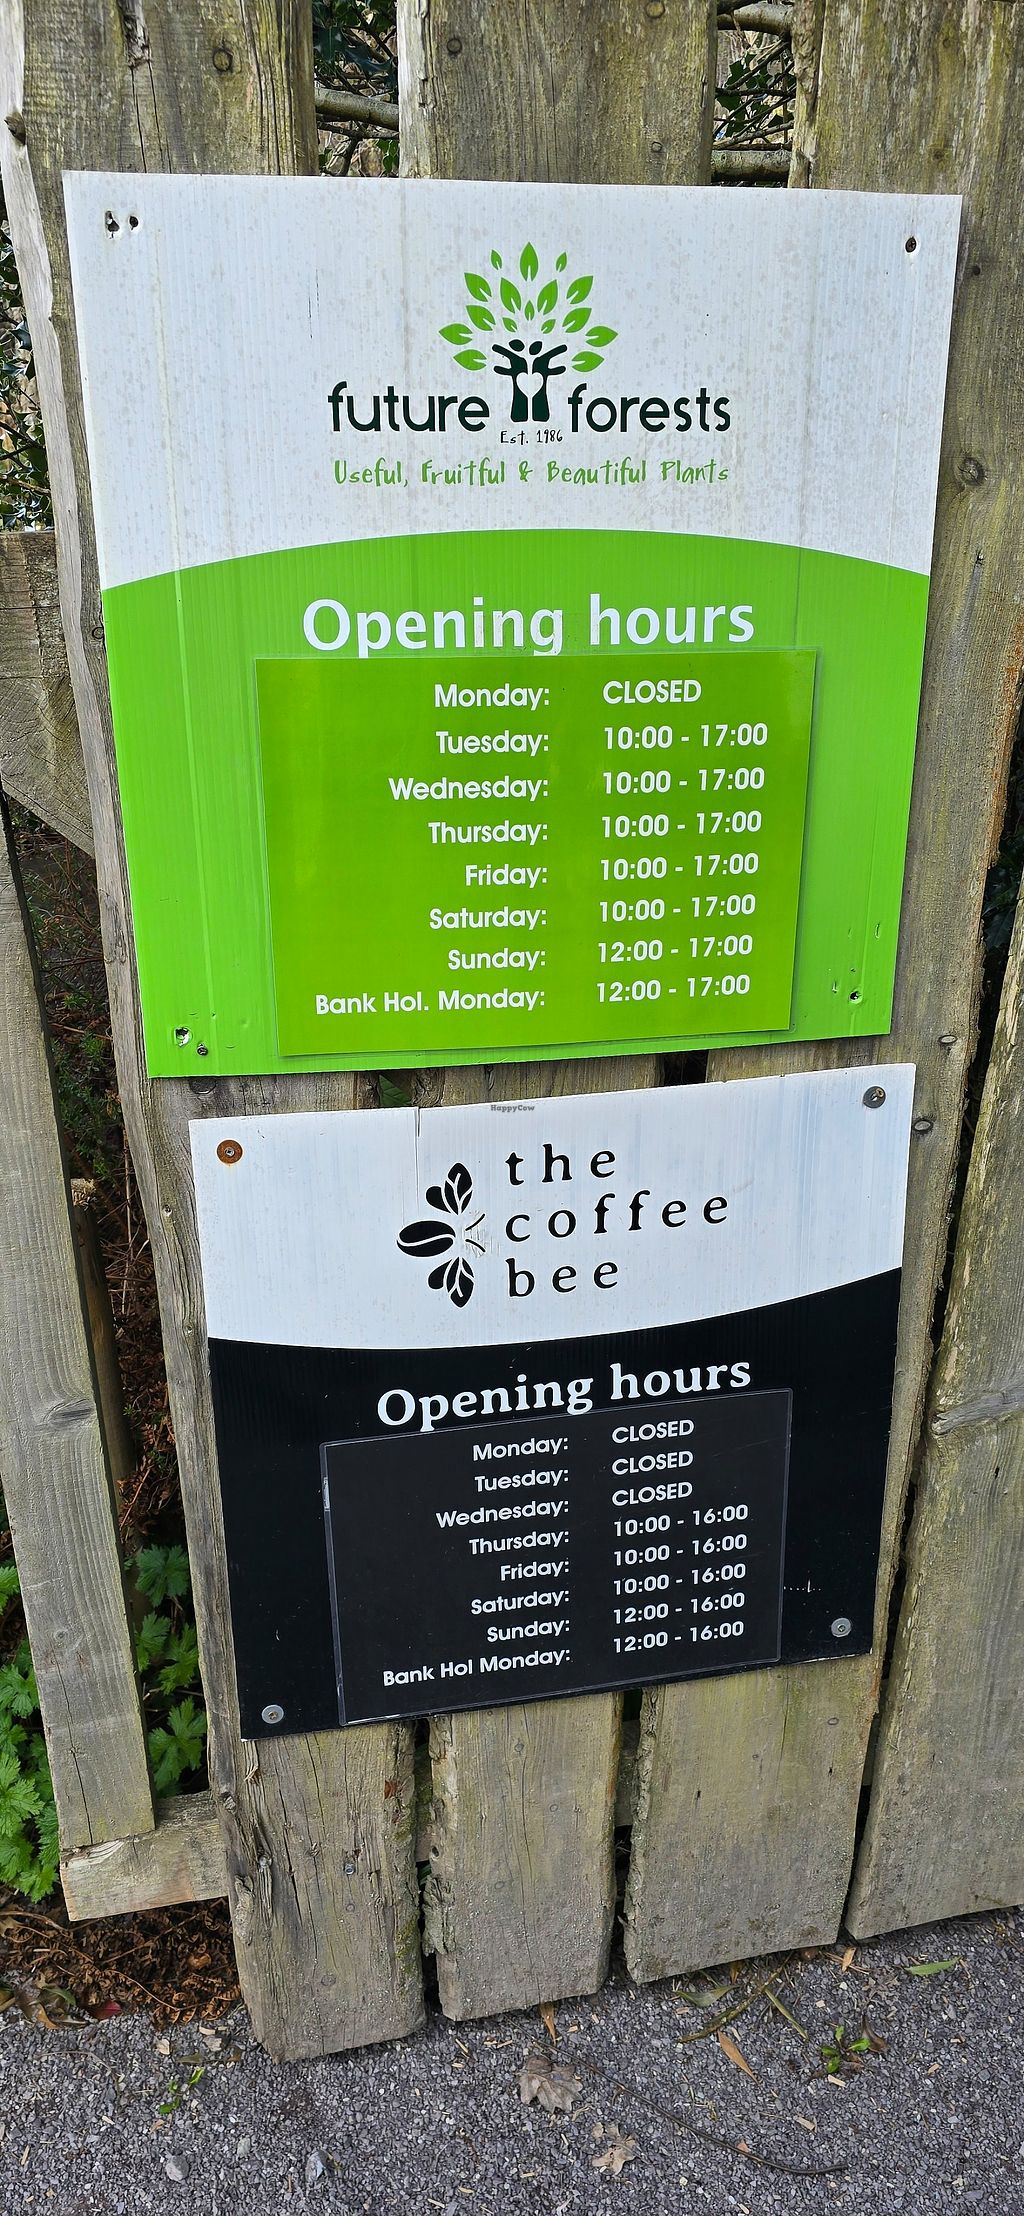 future forests
Est. 1986
Useful, Fruitful & Beautiful Plants
Opening hours
Monday: CLOSED
Tuesday: 10:00 - 17:00
Wednesday: 10:00 - 17:00
Thursday: 10:00 - 17:00
Friday: 10:00 - 17:00
Saturday: 10:00 - 17:00
Sunday: 12:00 - 17:00
Bank Hol. Monday: 12:00 - 17:00
HappyCow
the
coffee
bee
Opening hours
Monday: CLOSED
Tuesday: CLOSED
Wednesday: CLOSED
Thursday: 10:00 - 16:00
Friday: 10:00 - 16:00
Saturday: 10:00 - 16:00
Sunday: 12:00 - 16:00
Bank Hol Monday: 12:00 - 16:00